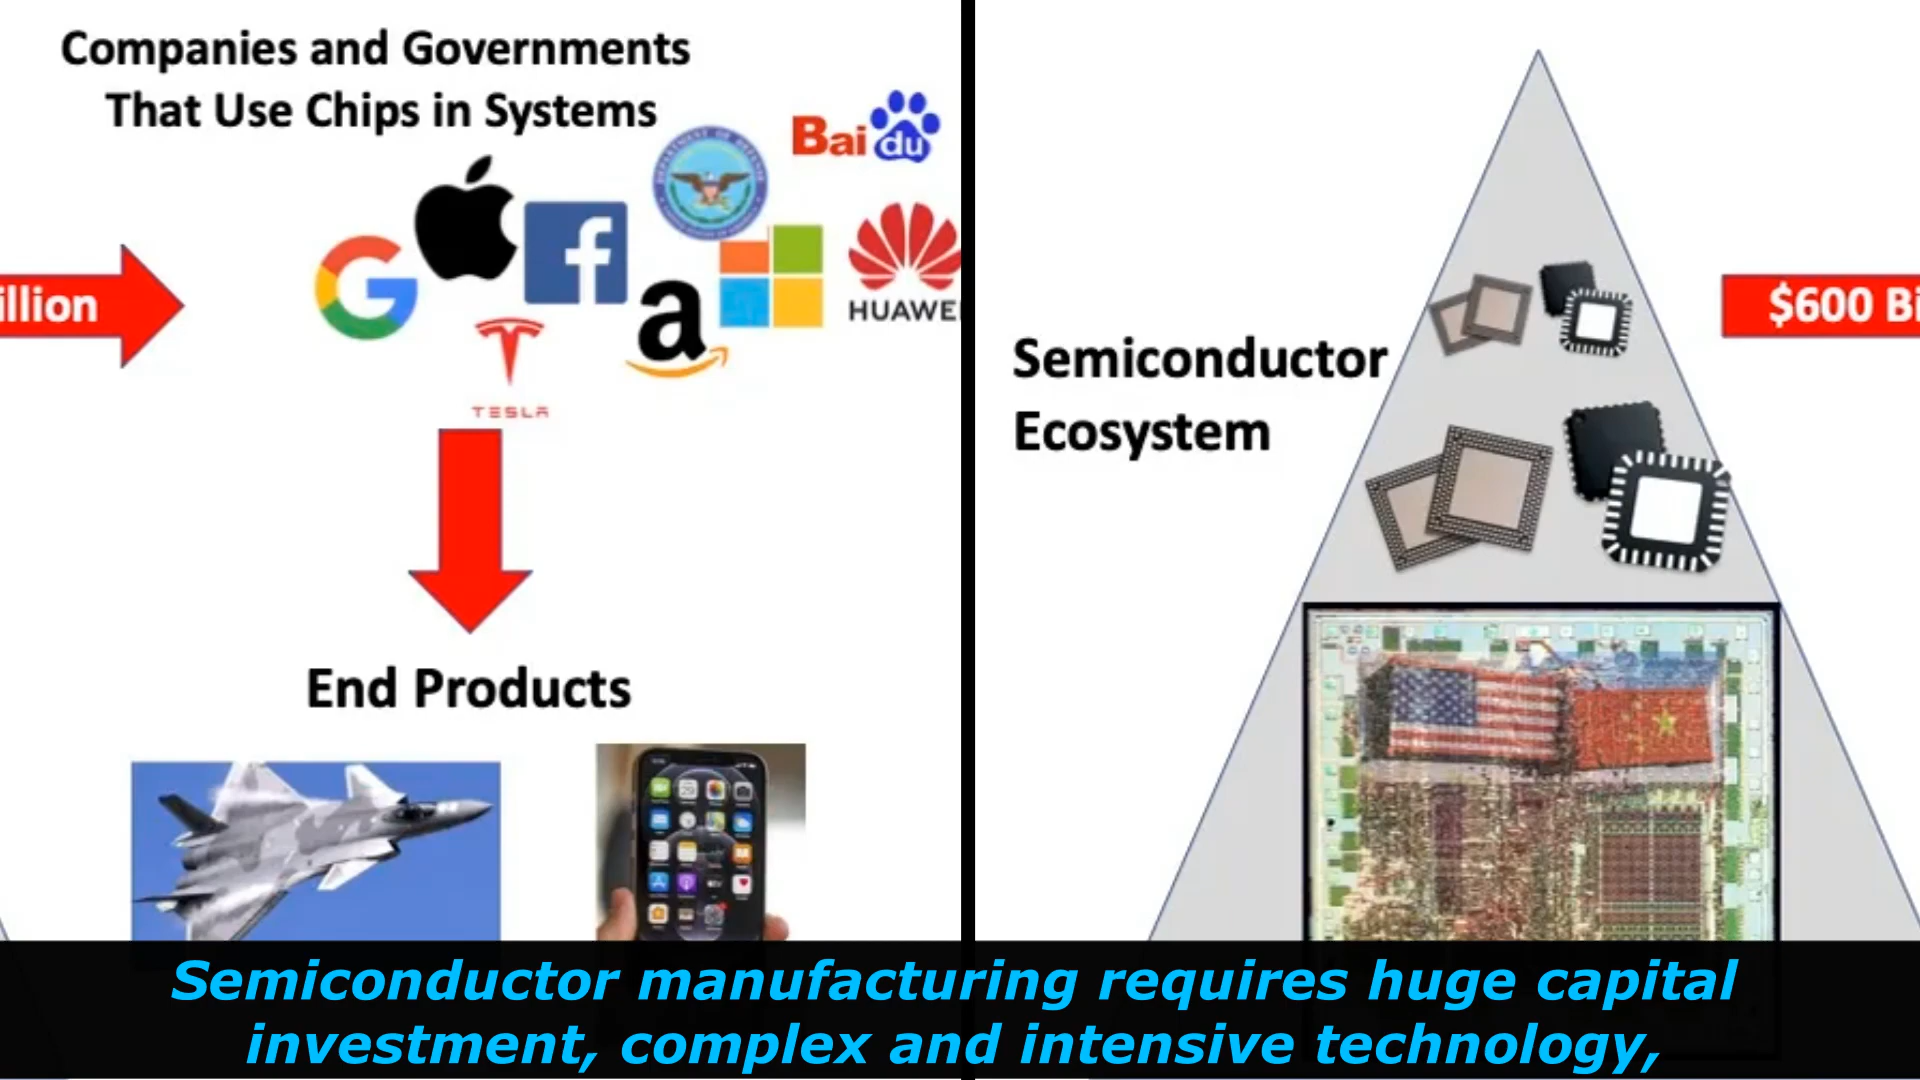 Companies and Governments
That Use Chips in Systems
Baidu
HUAWEI
TESLA
illion
End Products
Semiconductor
Ecosystem
$600 Bi
Semiconductor manufacturing requires huge capital
investment, complex and intensive technology,